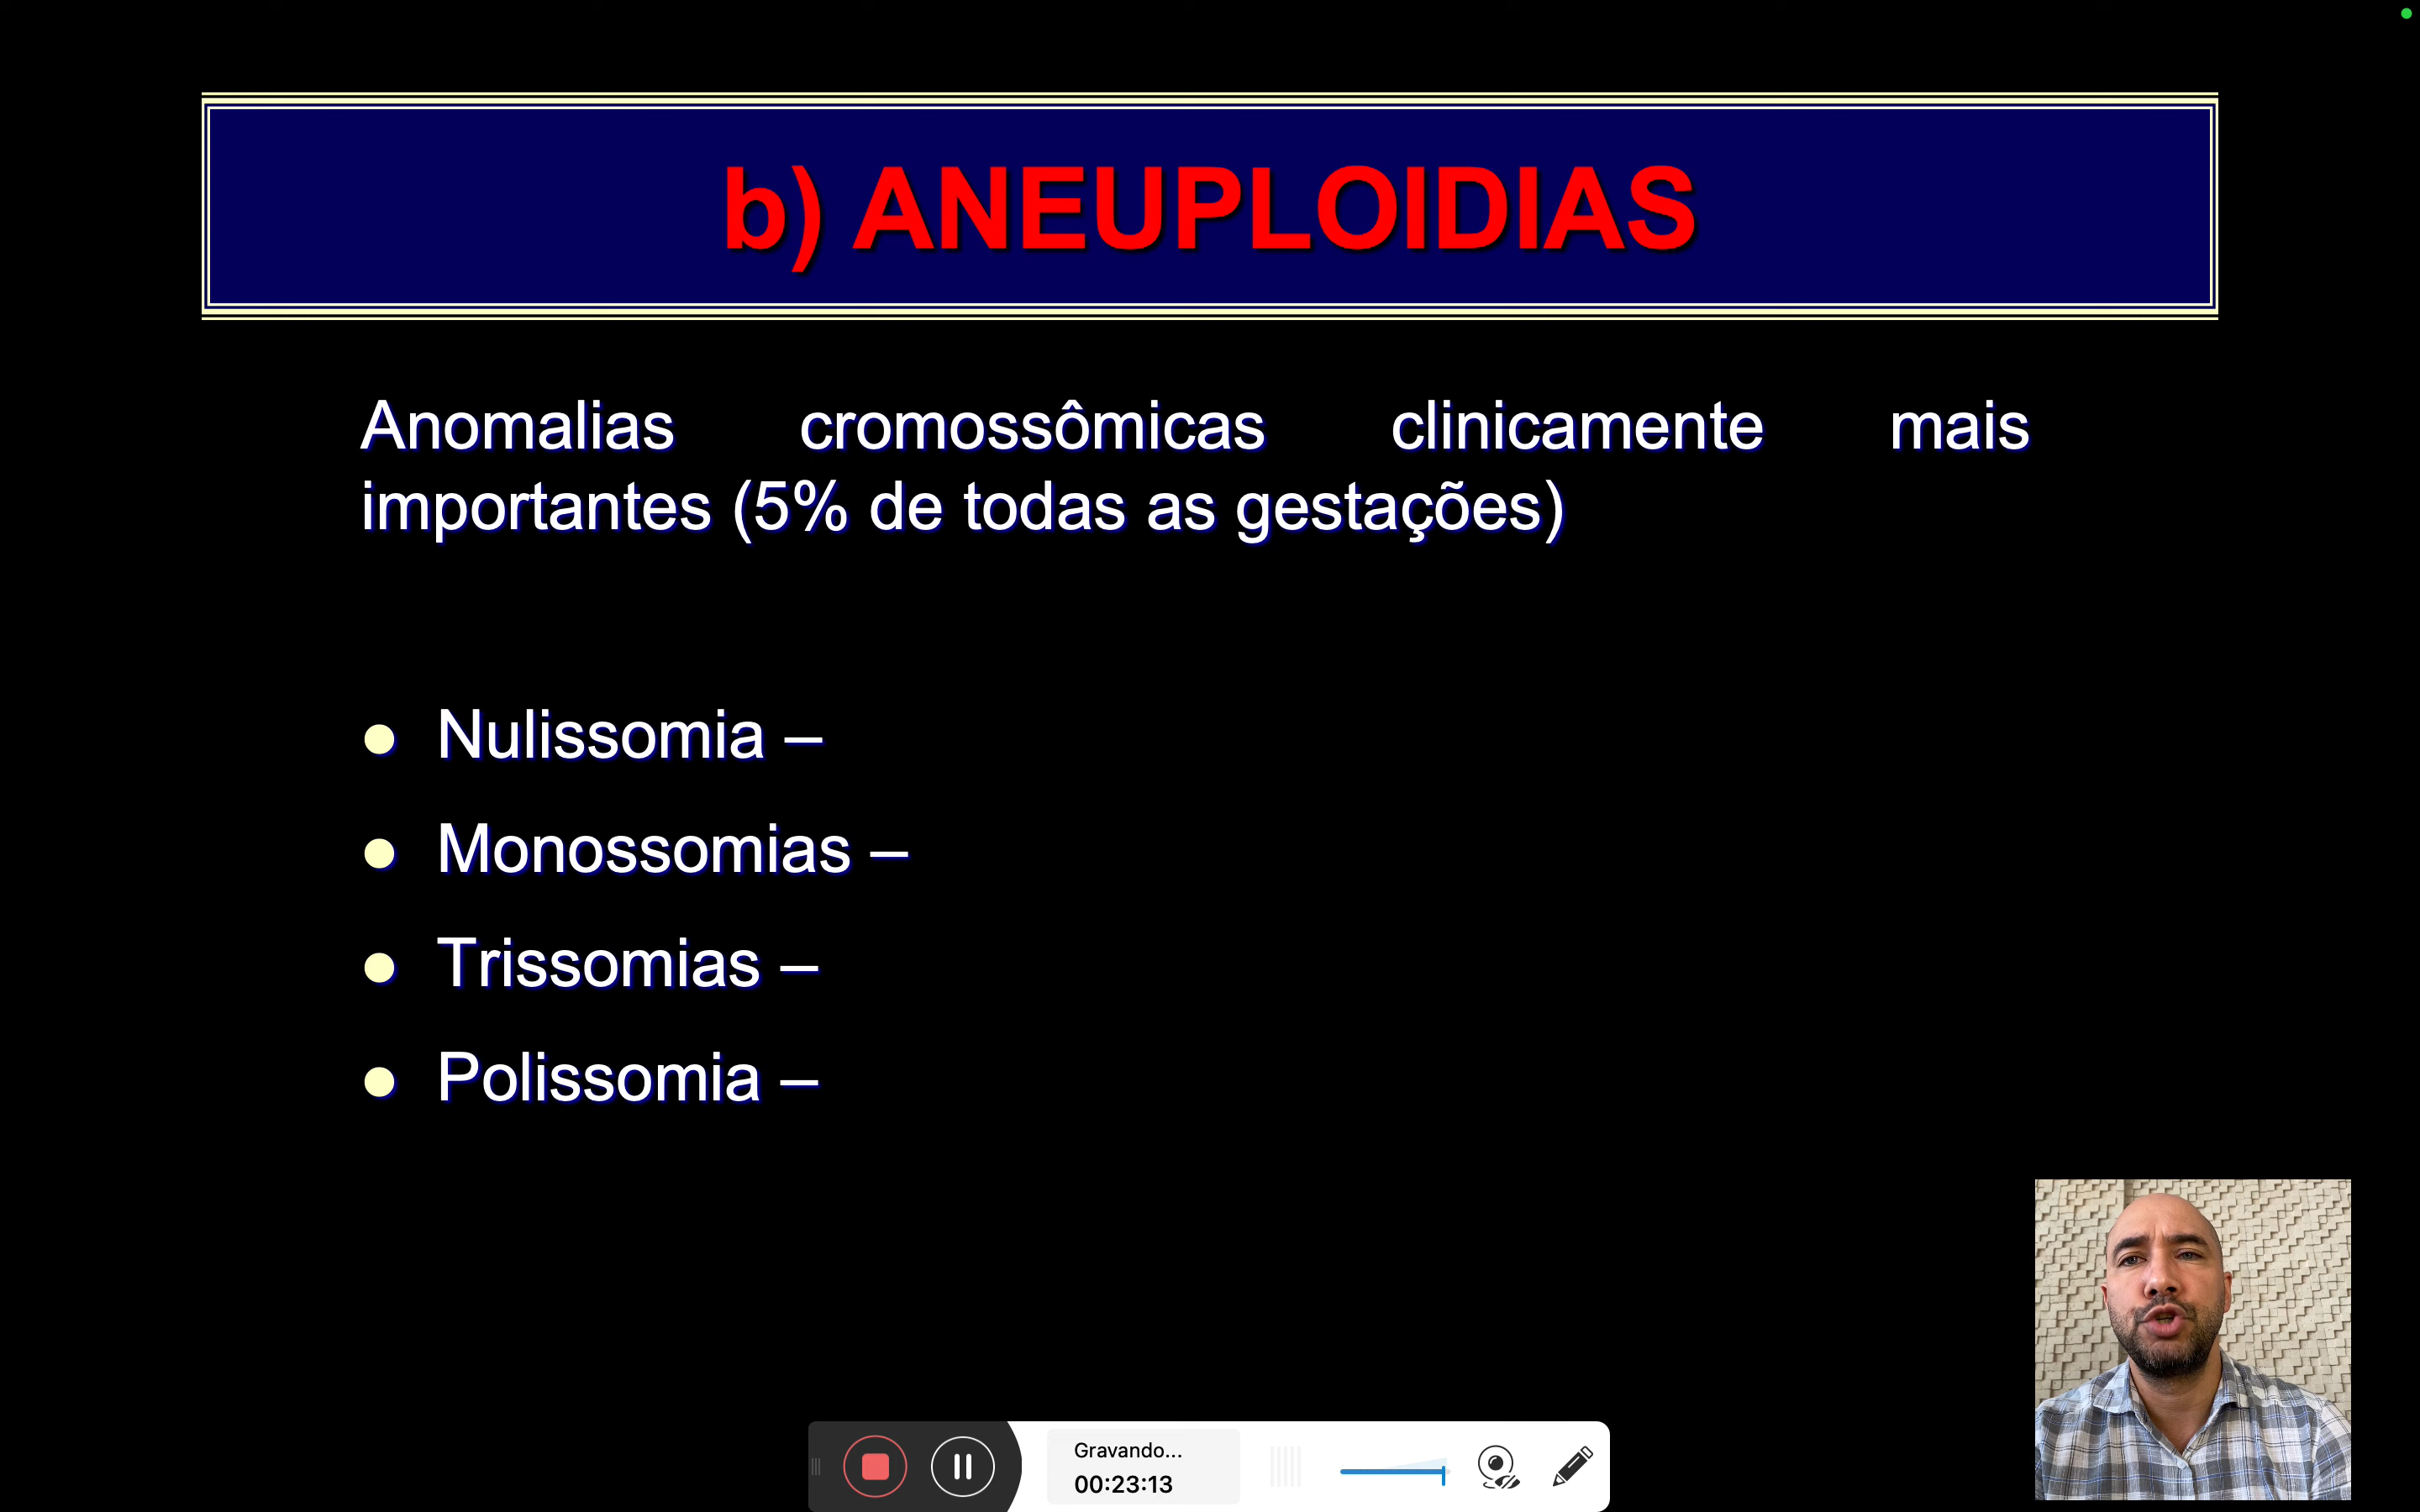 b) ANEUPLOIDIAS
Anomalias cromossômicas clinicamente mais
importantes (5% de todas as gestações)
Nulissomia –
Monossomias –
Trissomias –
Polissomia –
Gravando...
00:23:13